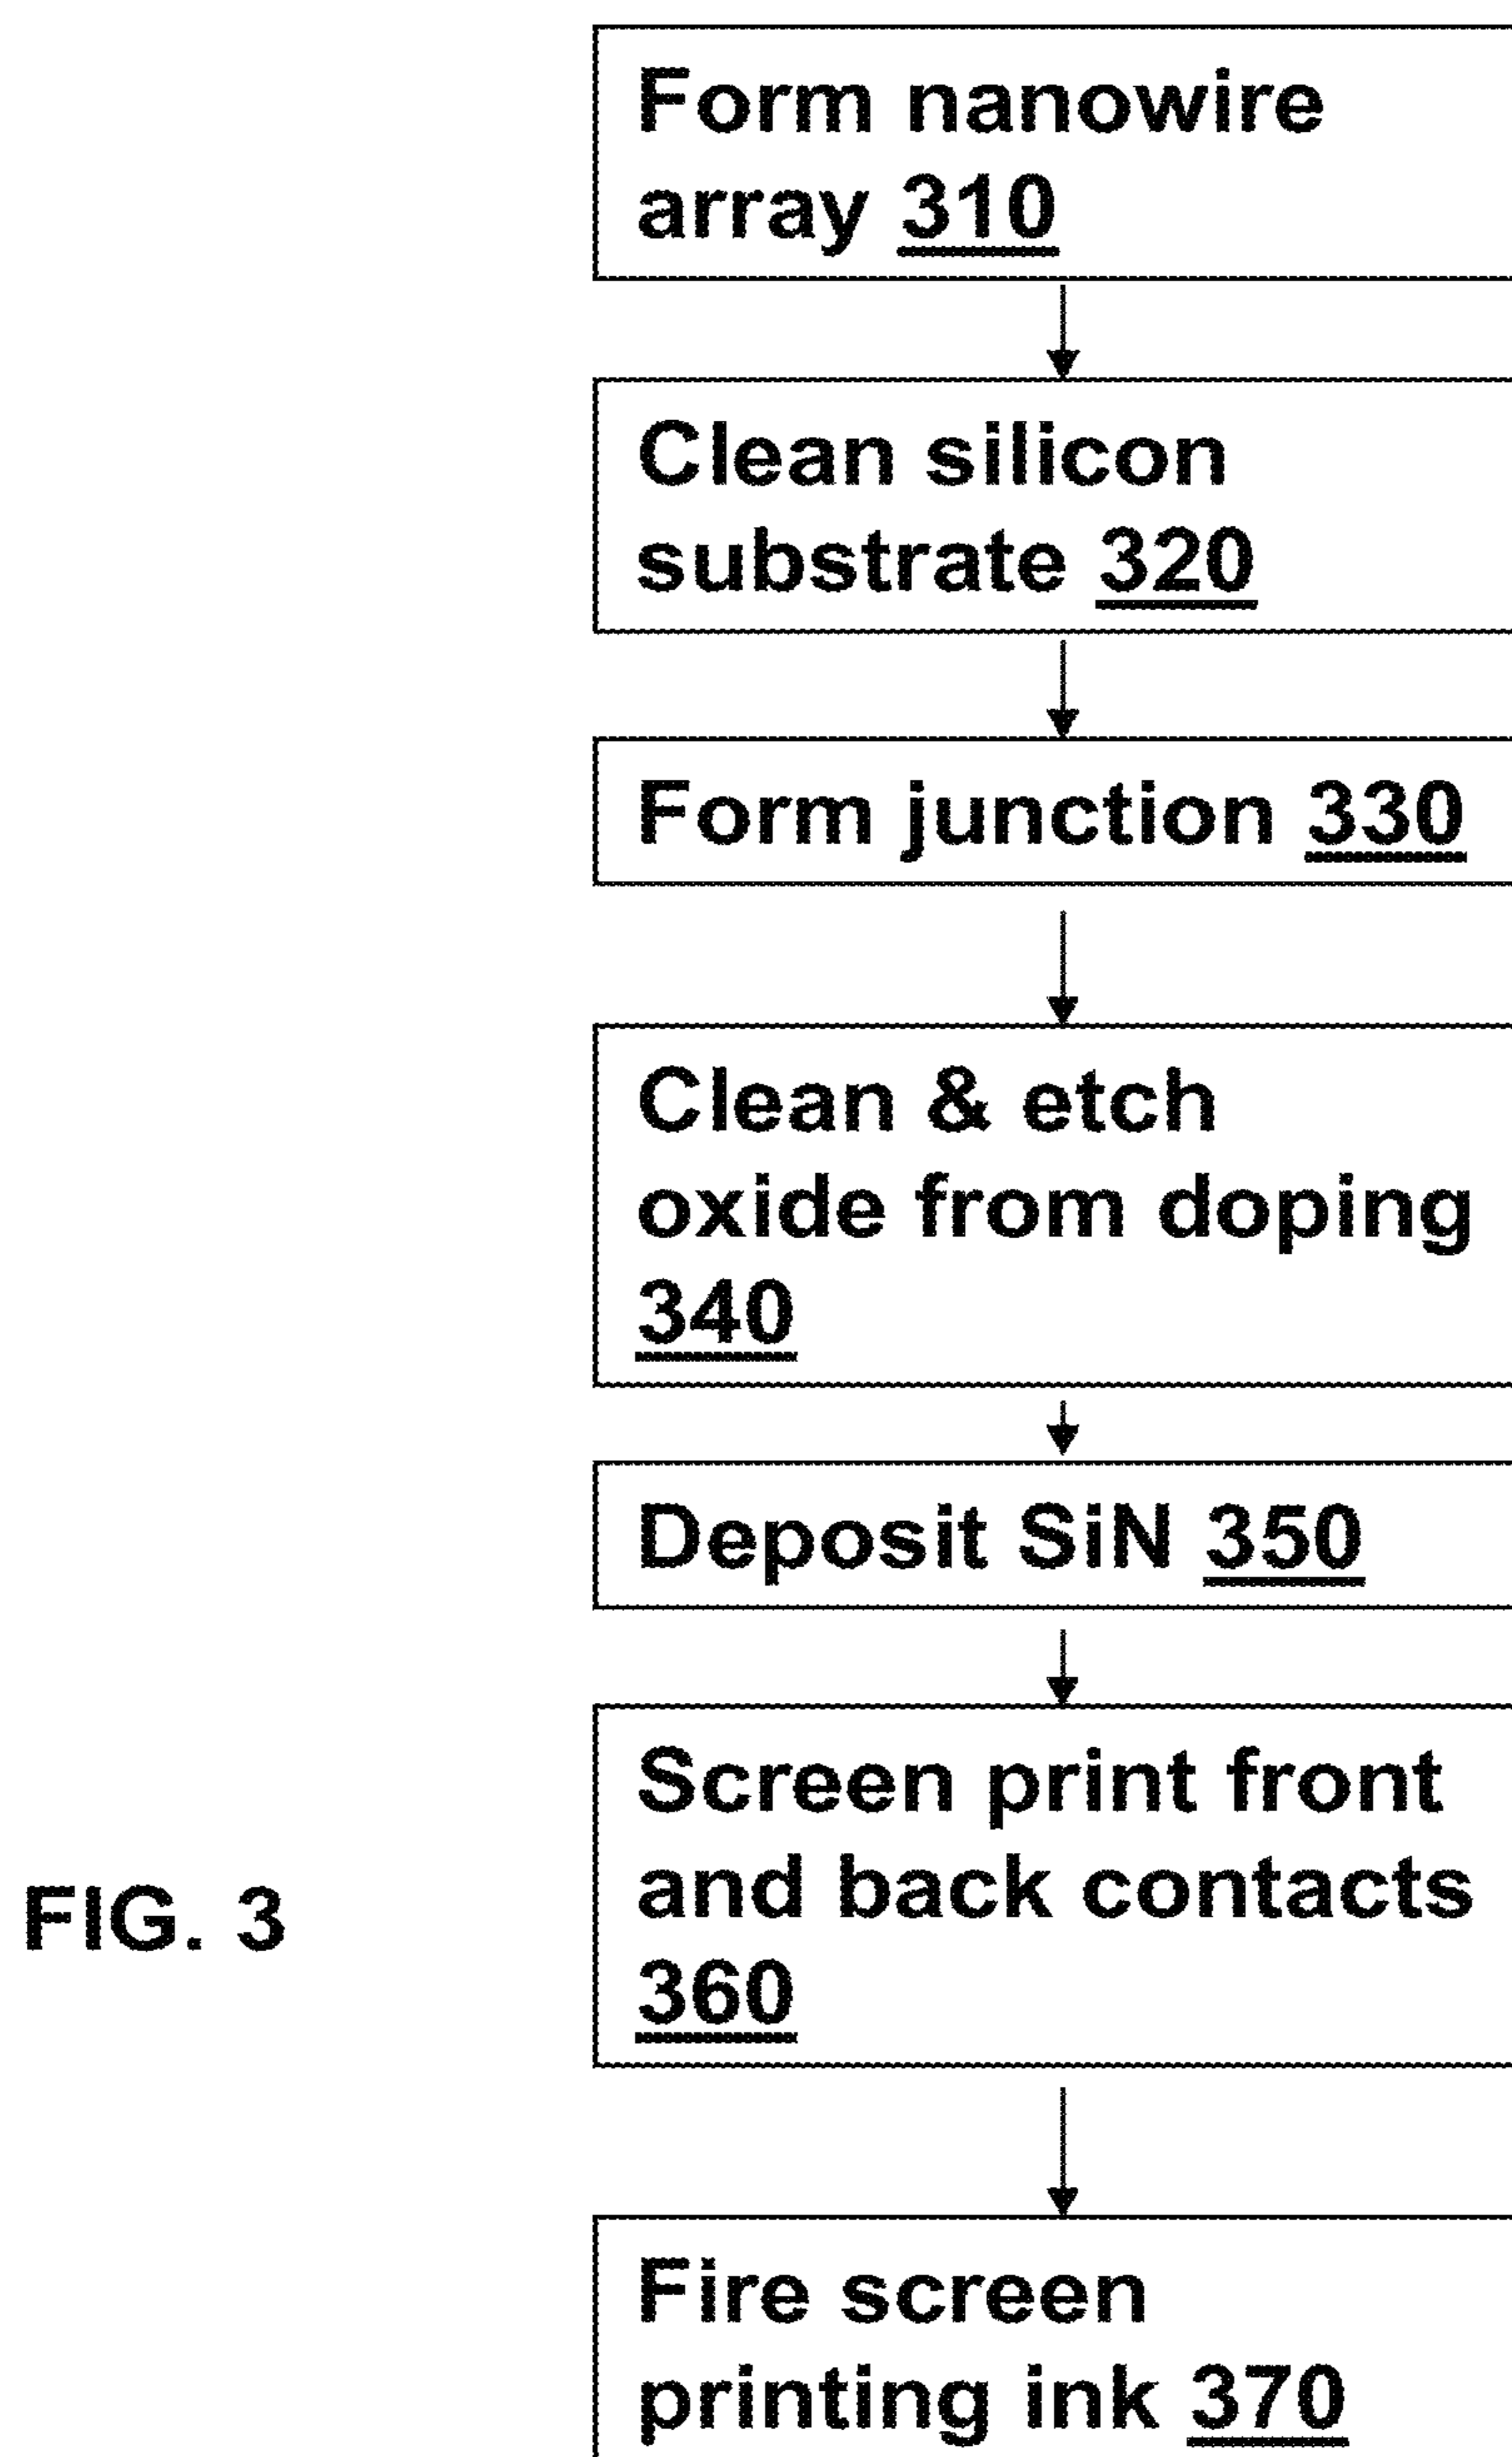 Form nanowire
array 310
Clean silicon
substrate 320
Form junction 330
Clean & etch
oxide from doping
340
Deposit SiN 350
Screen print front
and back contacts
360
FIG. 3
Fire screen
printing ink 370